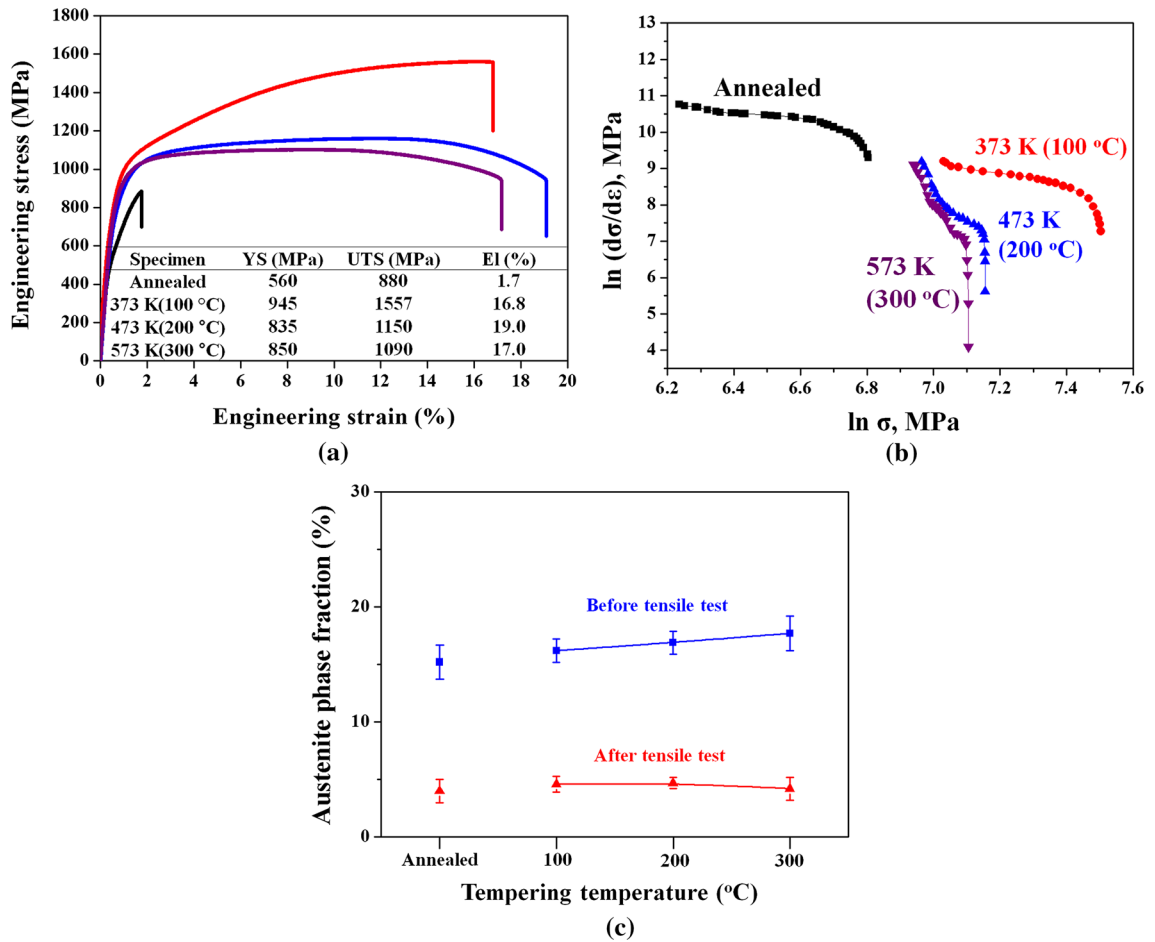 1800
1600
1400
1200
1000
800
600
400
200
0
Engineering stress (MPa)
Specimen YS (MPa) UTS (MPa) El (%)
Annealed 560 880 1.7
373 K(100 °C) 945 1557 16.8
473 K(200 °C) 835 1150 19.0
573 K(300 °C) 850 1090 17.0
0 2 4 6 8 10 12 14 16 18 20
Engineering strain (%)
(a)
13
12
11
10
9
8
7
6
5
4
ln (dσ/dε), MPa
Annealed
373 K (100 °C)
473 K
(200 °C)
573 K
(300 °C)
6.2 6.4 6.6 6.8 7.0 7.2 7.4 7.6
ln σ, MPa
(b)
30
20
10
0
Austenite phase fraction (%)
Before tensile test
After tensile test
Annealed 100 200 300
Tempering temperature (°C)
(c)